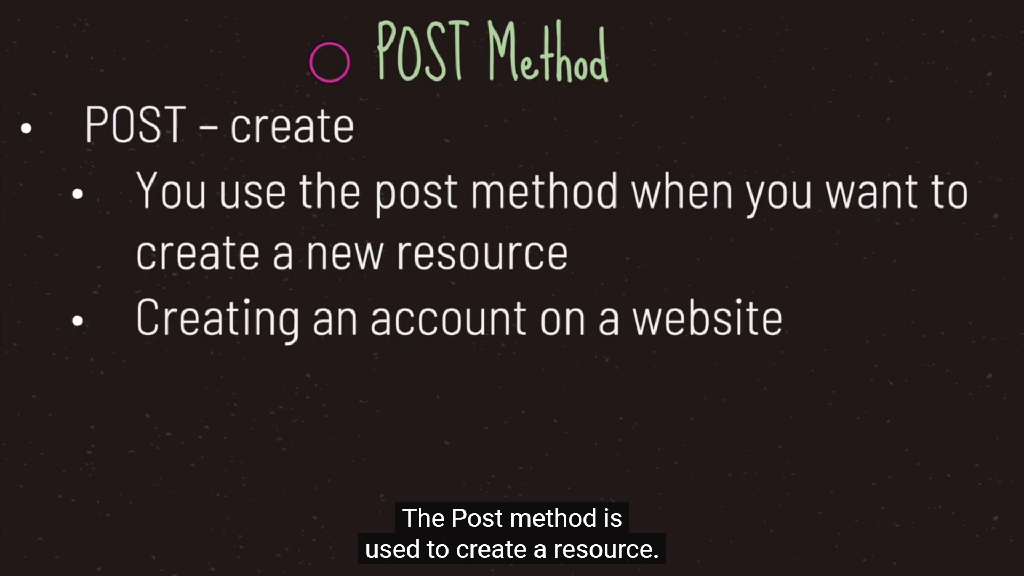 POST Method
• POST – create
• You use the post method when you want to
create a new resource
• Creating an account on a website
The Post method is
used to create a resource.